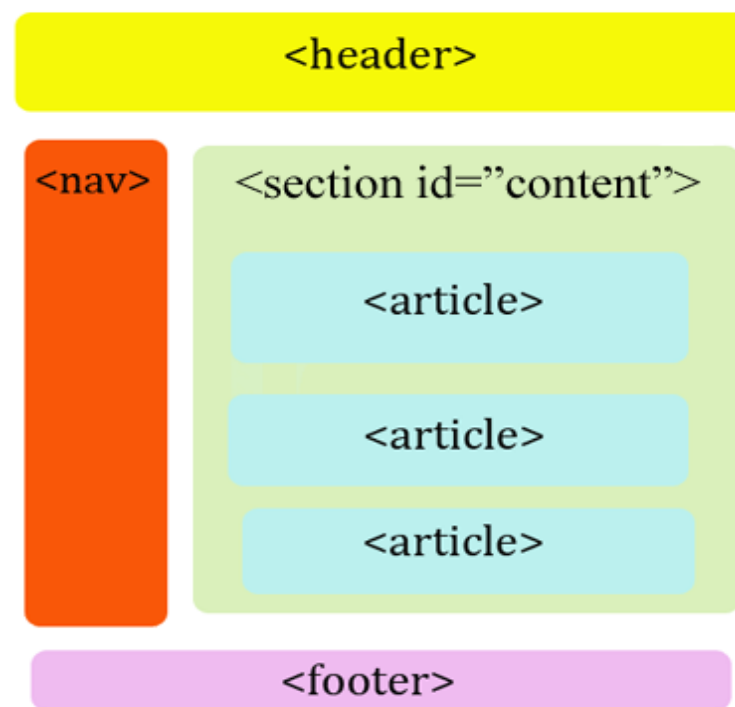 <header>
<nav>
<section id=”content”>
<article>
<article>
<article>
<footer>